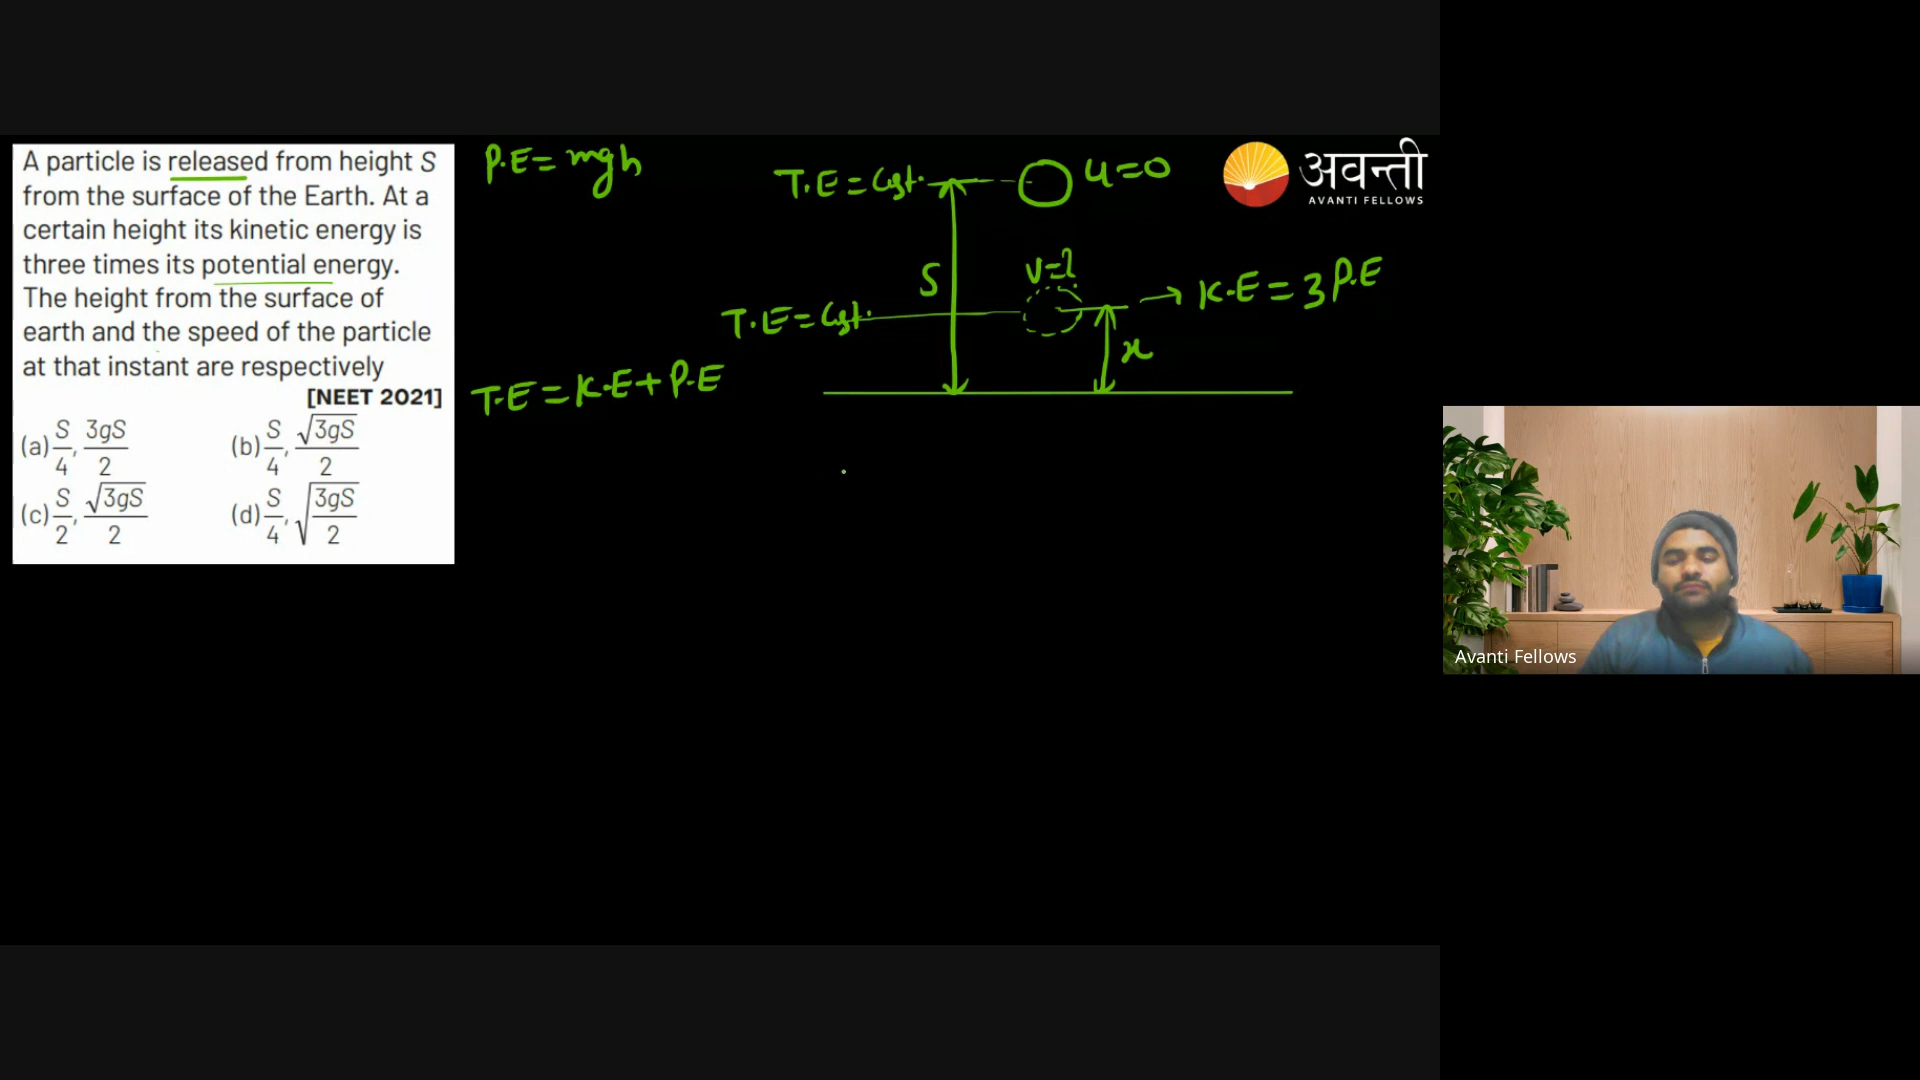 A particle is released from height S
from the surface of the Earth. At a
certain height its kinetic energy is
three times its potential energy.
The height from the surface of
earth and the speed of the particle
at that instant are respectively
[NEET 2021]
(a) S/4, 3gS/2 (b) S/4, √3gS/2
(c) S/2, √3gS/2 (d) S/4, √(3gS/2)
P.E = mgh
T.E = Cgt.
u=0
अवन्ती
AVANTI FELLOWS
S
v=?
K.E = 3 P.E
T.E = Cgt.
x
T.E = K.E + P.E
Avanti Fellows